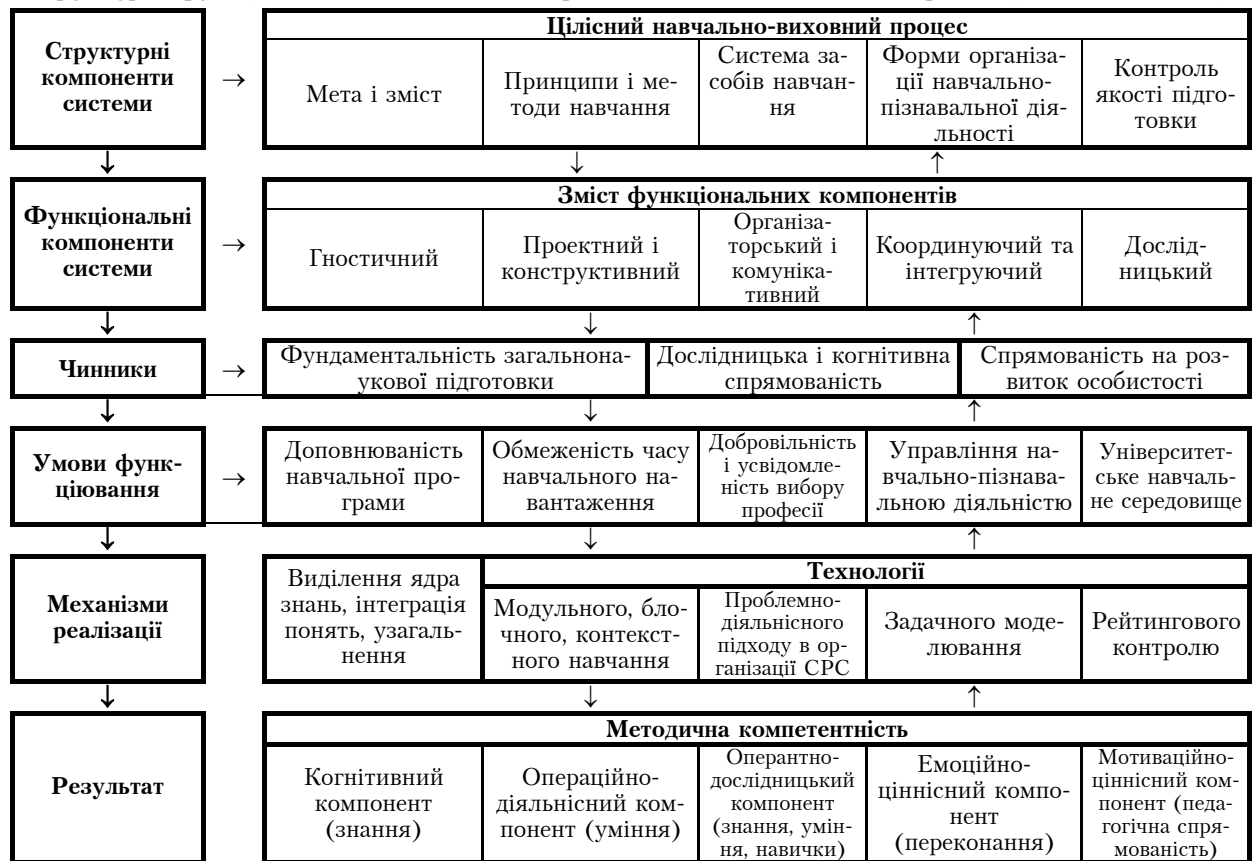 Структурні
компоненти
системи
→
Цілісний навчально-виховний процес
Мета і зміст
Принципи і ме-
тоди навчання
Система за-
собів навчан-
ня
Форми організа-
ції навчально-
пізнавальної дія-
льності
Контроль
якості підго-
товки
↓
↓
↑
Функціональні
компоненти
системи
→
Зміст функціональних компонентів
Гностичний
Проектний і
конструктивний
Організа-
торський і
комуніка-
тивний
Координуючий та
інтегруючий
Дослід-
ницький
↓
↓
↑
Чинники
→
Фундаментальність загальнона-
укової підготовки
Дослідницька і когнітивна
спрямованість
Спрямованість на роз-
виток особистості
↓
↓
↑
Умови функ-
ціювання
→
Доповнюваність
навчальної про-
грами
Обмеженість часу
навчального на-
вантаження
Добровільність
і усвідомле-
ність вибору
професії
Управління на-
вчально-пізнава-
льною діяльністю
Університет-
ське навчаль-
не середовище
↓
↓
↑
Механізми
реалізації
Виділення ядра
знань, інтеграція
понять, узагаль-
нення
Технології
Модульного, бло-
чного, контекст-
ного навчання
Проблемно-
діяльнісного
підходу в ор-
ганізації СРС
Задачного моде-
лювання
Рейтингового
контролю
↓
↓
↑
Результат
Методична компетентність
Когнітивний
компонент
(знання)
Операційно-
діяльнісний ком-
понент (уміння)
Оперантно-
дослідницький
компонент
(знання, умін-
ня, навички)
Емоційно-
ціннісний компо-
нент
(переконання)
Мотиваційно-
ціннісний ком-
понент (педа-
гогічна спря-
мованість)